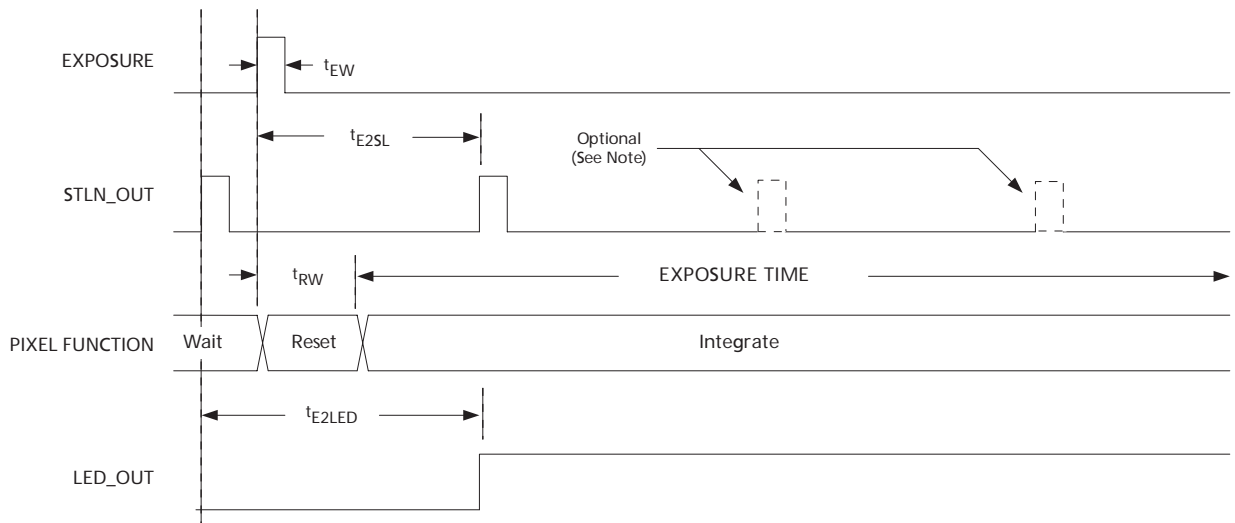 EXPOSURE
tEW
tE2SL
Optional
(See Note)
STLN_OUT
tRW
EXPOSURE TIME
PIXEL FUNCTION
Wait
Reset
Integrate
tE2LED
LED_OUT